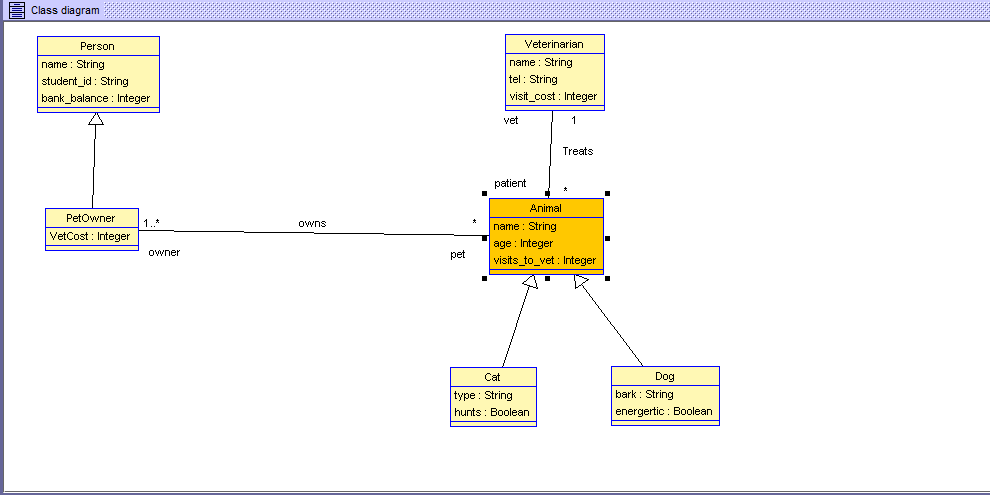 Class diagram
Person
name : String
student_id : String
bank_balance : Integer
Veterinarian
name : String
tel : String
visit_cost : Integer
vet
1
Treats
patient
*
PetOwner
VetCost : Integer
1..*
owns
*
owner
pet
Animal
name : String
age : Integer
visits_to_vet : Integer
Cat
type : String
hunts : Boolean
Dog
bark : String
energertic : Boolean